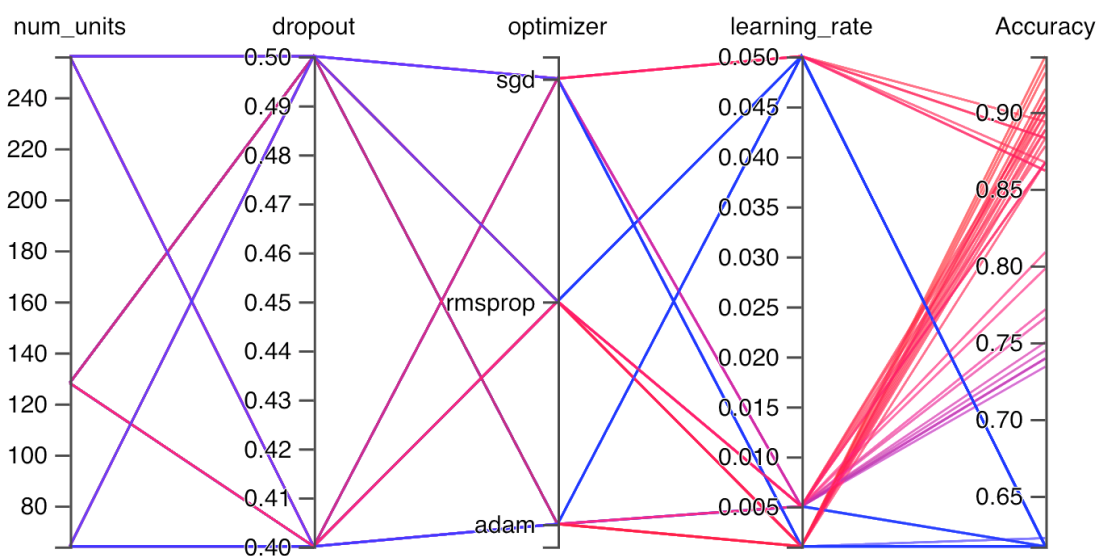 num_units dropout optimizer learning_rate Accuracy
0.50 0.050
sgd
240 0.49 0.045 0.90
220 0.48 0.040
200 0.47 0.035 0.85
180 0.46 0.030 0.80
160 0.45 rmsprop 0.025
140 0.44 0.020 0.75
120 0.43 0.015
100 0.42 0.010 0.70
80 0.41 0.005 0.65
adam
0.40